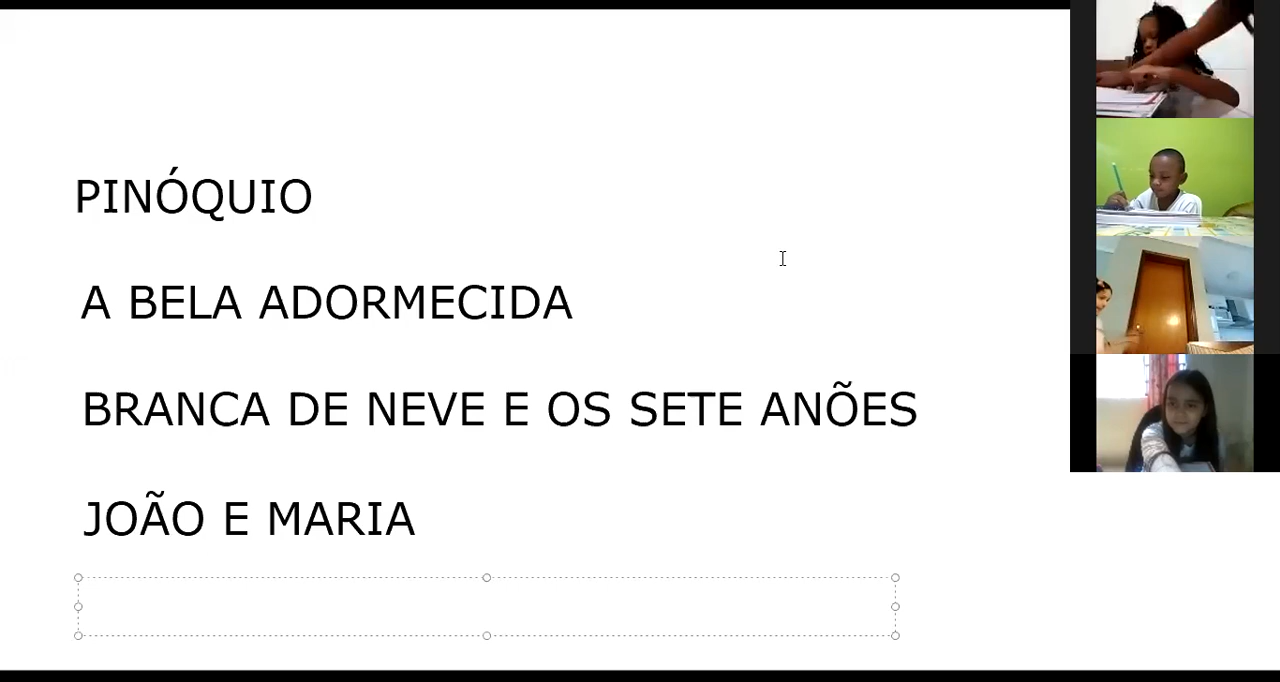 PINÓQUIO
A BELA ADORMECIDA
BRANCA DE NEVE E OS SETE ANÕES
JOÃO E MARIA